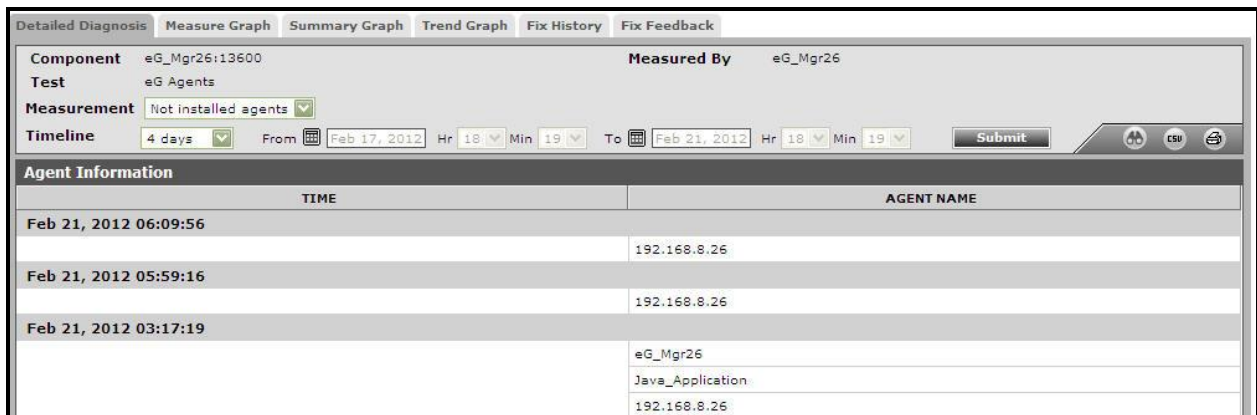 Detailed Diagnosis Measure Graph Summary Graph Trend Graph Fix History Fix Feedback
Component eG_Mgr26:13600 Measured By eG_Mgr26
Test eG Agents
Measurement Not installed agents
Timeline 4 days From Feb 17, 2012 Hr 18 Min 19 To Feb 21, 2012 Hr 18 Min 19 Submit CSV
Agent Information
TIME AGENT NAME
Feb 21, 2012 06:09:56
192.168.8.26
Feb 21, 2012 05:59:16
192.168.8.26
Feb 21, 2012 03:17:19
eG_Mgr26
Java_Application
192.168.8.26